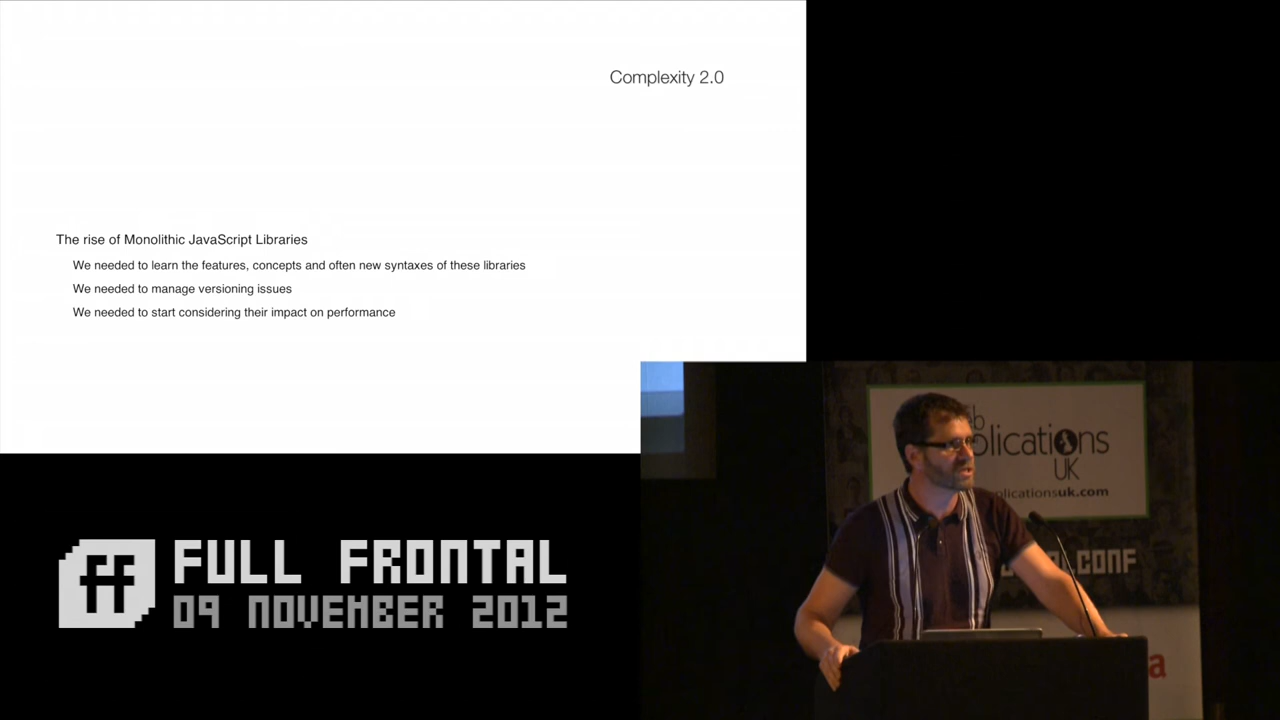 Complexity 2.0
The rise of Monolithic JavaScript Libraries
We needed to learn the features, concepts and often new syntaxes of these libraries
We needed to manage versioning issues
We needed to start considering their impact on performance
ff
FULL FRONTAL
09 NOVEMBER 2012
plications
UK
plicationsuk.com